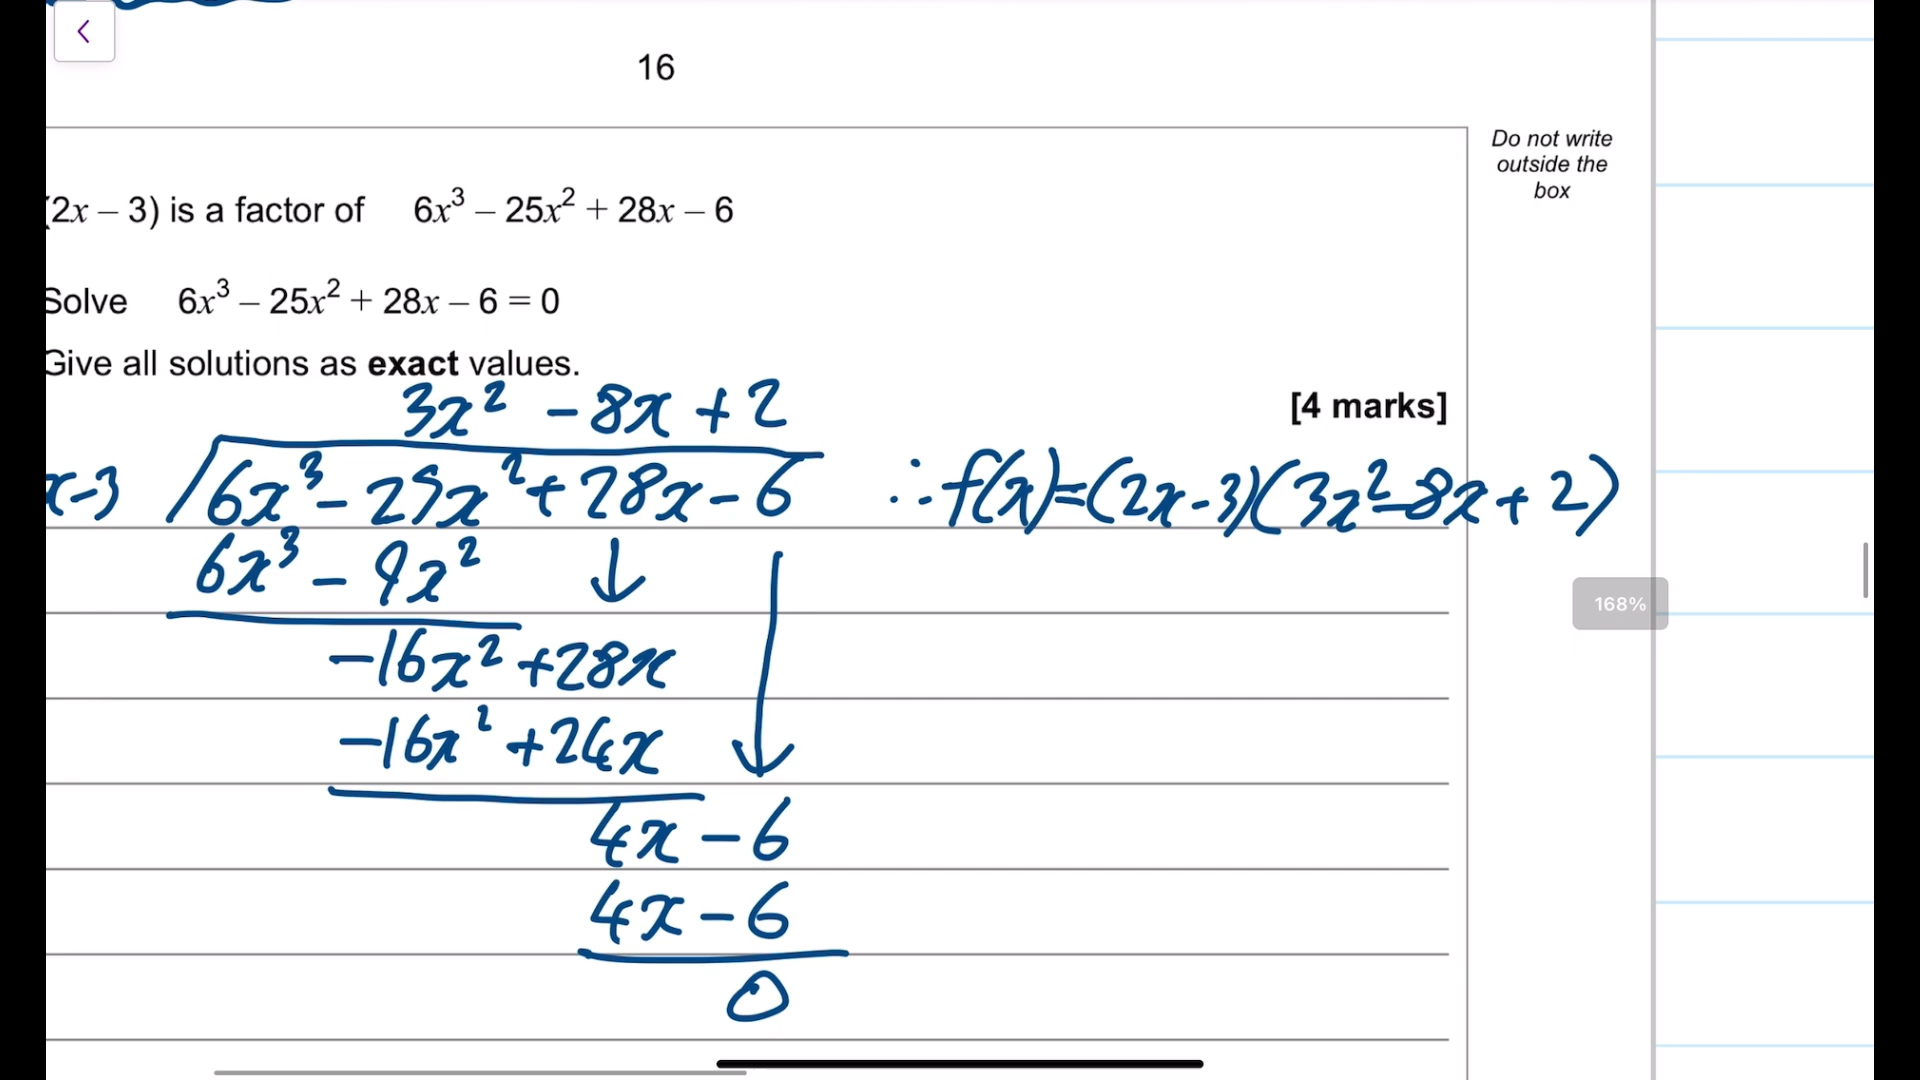 16
Do not write
outside the
box
(2x – 3) is a factor of 6x³ – 25x² + 28x – 6
Solve 6x³ – 25x² + 28x – 6 = 0
Give all solutions as exact values.
[4 marks]
3x² - 8x + 2
x-3 6x³ - 25x² + 28x - 6 ∴ f(x)=(2x-3)(3x²-8x+2)
6x³ - 9x²
168%
-16x² +28x
-16x² +24x
4x - 6
4x - 6
0